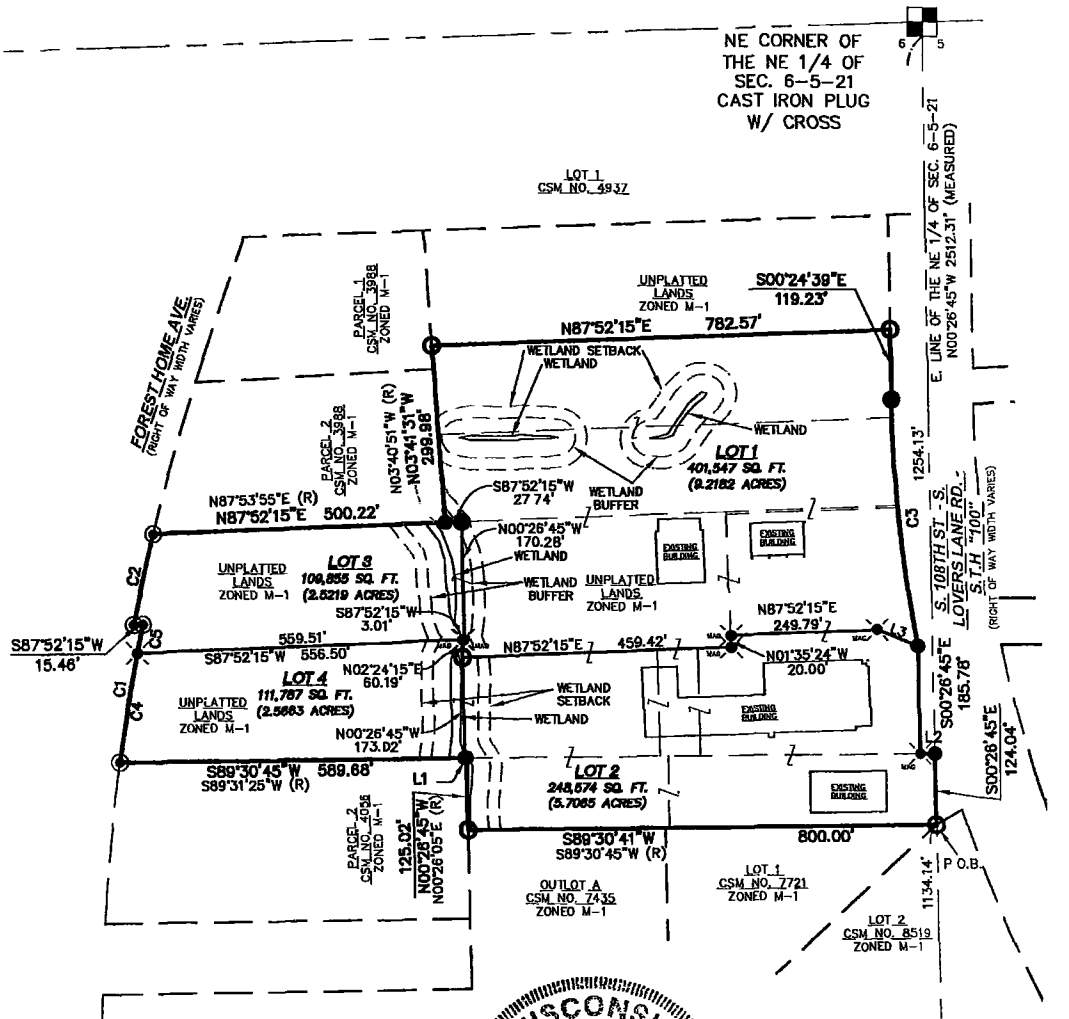 NE CORNER OF
THE NE 1/4 OF
SEC. 6-5-21
CAST IRON PLUG
W/ CROSS
6
5
E. LINE OF THE NE 1/4 OF SEC. 6-5-21
N00°26'45"W 2512.31' (MEASURED)
LOT 1
CSM NO. 4937
FOREST HOME AVE.
(RIGHT OF WAY WIDTH VARIES)
PARCEL 1
CSM NO. 3988
ZONED M-1
UNPLATTED
LANDS
ZONED M-1
S00°24'39"E
119.23'
N87°52'15"E 782.57'
WETLAND SETBACK
WETLAND
PARCEL 2
CSM NO. 3988
ZONED M-1
N03°40'51"W (R)
N03°41'31"W
299.98'
WETLAND
LOT 1
401,547 SQ. FT.
(9.2182 ACRES)
1254.13'
C3
WETLAND
BUFFER
S87°52'15"W
27.74'
N87°53'55"E (R)
N87°52'15"E 500.22'
N00°26'45"W
170.28'
WETLAND
EXISTING
BUILDING
EXISTING
BUILDING
S. 108TH ST - S.
LOVERS LANE RD.
S.T.H "100"
(RIGHT OF WAY WIDTH VARIES)
C2
UNPLATTED
LANDS
ZONED M-1
LOT 3
109,855 SQ. FT.
(2.5219 ACRES)
WETLAND
BUFFER
UNPLATTED
LANDS
ZONED M-1
S87°52'15"W
3.01'
N87°52'15"E
249.79'
MAG
L3
S87°52'15"W
15.46'
C5
559.51'
S87°52'15"W 556.50'
MAG
MAG
N87°52'15"E 459.42'
MAG
MAG
N01°35'24"W
20.00'
N02°24'15"E
60.19'
C1
C4
LOT 4
111,787 SQ. FT.
(2.5663 ACRES)
UNPLATTED
LANDS
ZONED M-1
WETLAND
SETBACK
WETLAND
EXISTING
BUILDING
S00°26'45"E
185.78'
N00°26'45"W
173.02'
L2
MAG
S00°26'45"E
124.04'
S89°30'45"W 589.68'
S89°31'25"W (R)
L1
LOT 2
248,574 SQ. FT.
(5.7065 ACRES)
EXISTING
BUILDING
PARCEL 2
CSM NO. 4056
ZONED M-1
125.02'
N00°26'45"W
N00°26'05"E (R)
S89°30'41"W 800.00'
S89°30'45"W (R)
P.O.B.
1134.14'
OUTLOT A
CSM NO. 7435
ZONED M-1
LOT 1
CSM NO. 7721
ZONED M-1
LOT 2
CSM NO. 8519
ZONED M-1